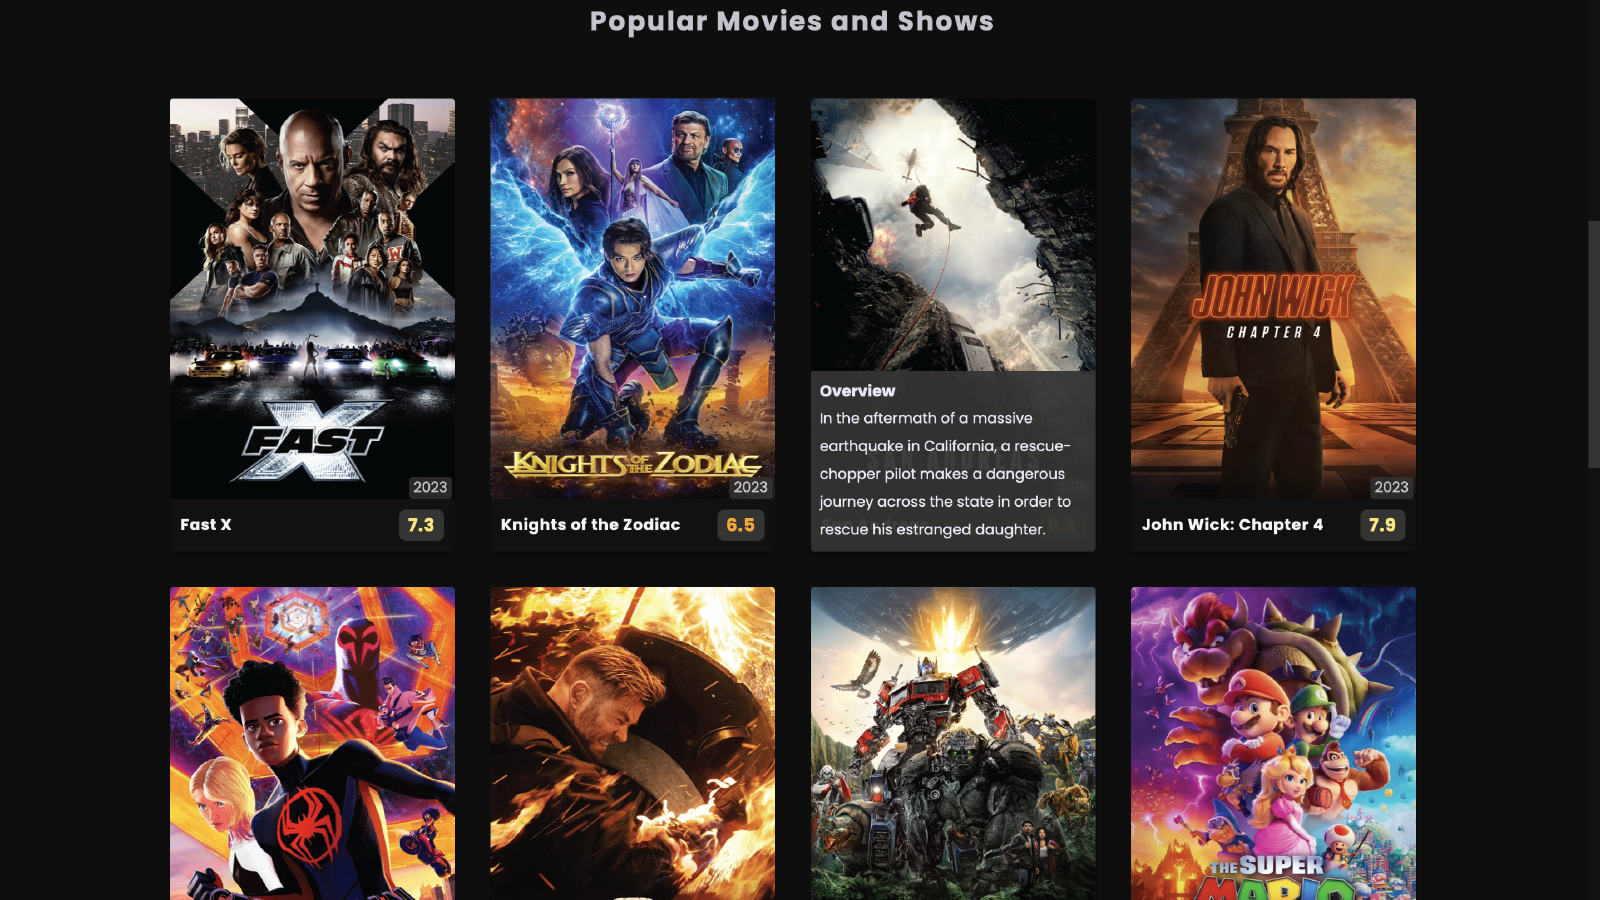 Popular Movies and Shows
FAST X
2023
Fast X
7.3
KNIGHTS OF THE ZODIAC
2023
Knights of the Zodiac
6.5
Overview
In the aftermath of a massive
earthquake in California, a rescue-
chopper pilot makes a dangerous
journey across the state in order to
rescue his estranged daughter.
2015
JOHN WICK
CHAPTER 4
2023
John Wick: Chapter 4
7.9
THE SUPER
MARIO